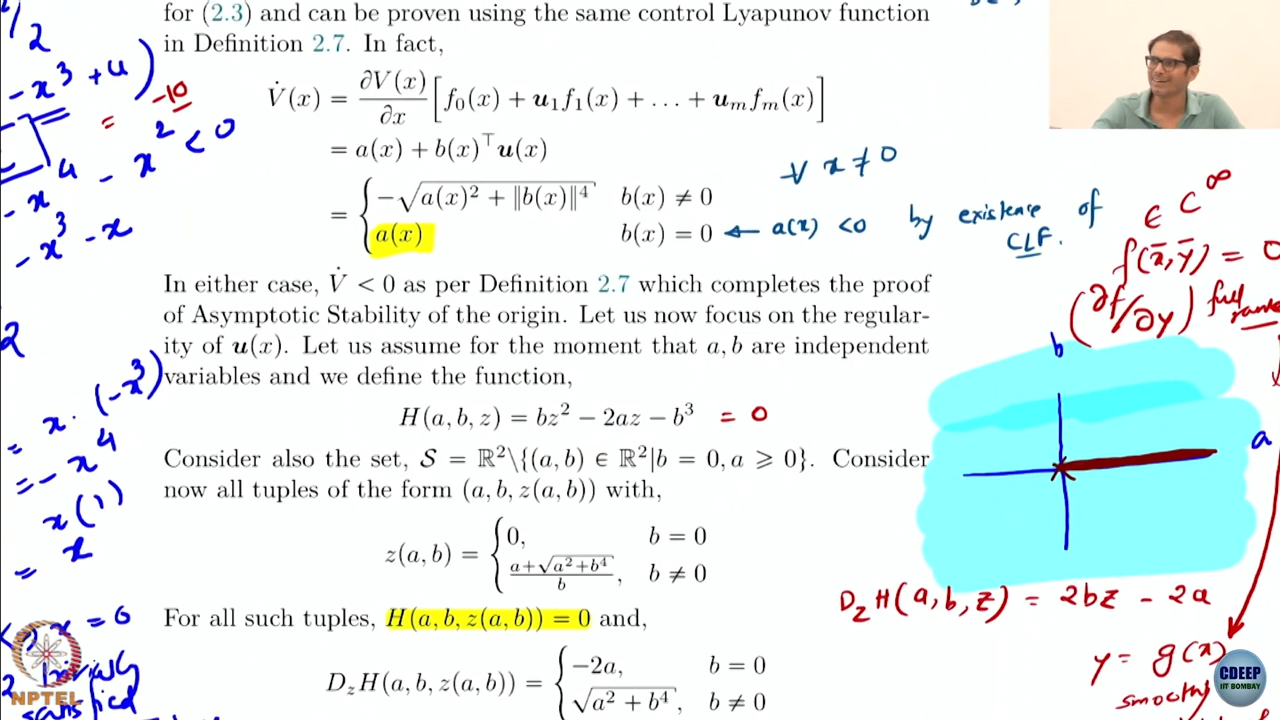 for (2.3) and can be proven using the same control Lyapunov function
in Definition 2.7. In fact,
V̇(x) = ∂V(x)/∂x [f₀(x) + u₁f₁(x) + … + uₘfₘ(x)]
= a(x) + b(x)⊤u(x)
= { −√(a(x)² + ‖b(x)‖⁴) b(x) ≠ 0
a(x) b(x) = 0 ← a(x) <0 by existence of
CLF.
∀ x ≠ 0
In either case, V̇ < 0 as per Definition 2.7 which completes the proof
of Asymptotic Stability of the origin. Let us now focus on the regular-
ity of u(x). Let us assume for the moment that a, b are independent
variables and we define the function,
H(a, b, z) = bz² − 2az − b³ = 0
Consider also the set, S = ℝ²\{(a, b) ∈ ℝ²|b = 0, a ⩾ 0}. Consider
now all tuples of the form (a, b, z(a, b)) with,
z(a, b) = { 0, b = 0
(a+√(a²+b⁴))/b, b ≠ 0
For all such tuples, H(a, b, z(a, b)) = 0 and,
D_zH(a, b, z(a, b)) = { −2a, b = 0
√(a² + b⁴), b ≠ 0
−x³ + u)
= −10
4 − x² < 0
−x
−x³ − x
2
= x · (−x³)
= −x⁴
x(1)
= x
x = 0
trivially
satisfied
∈ C^∞
f(x̄, ȳ) = 0
(∂f/∂y) full
rank
b
a
D_z H(a, b, z) = 2bz − 2a
y = g(x)
smooth
NPTEL
CDEEP
IIT BOMBAY